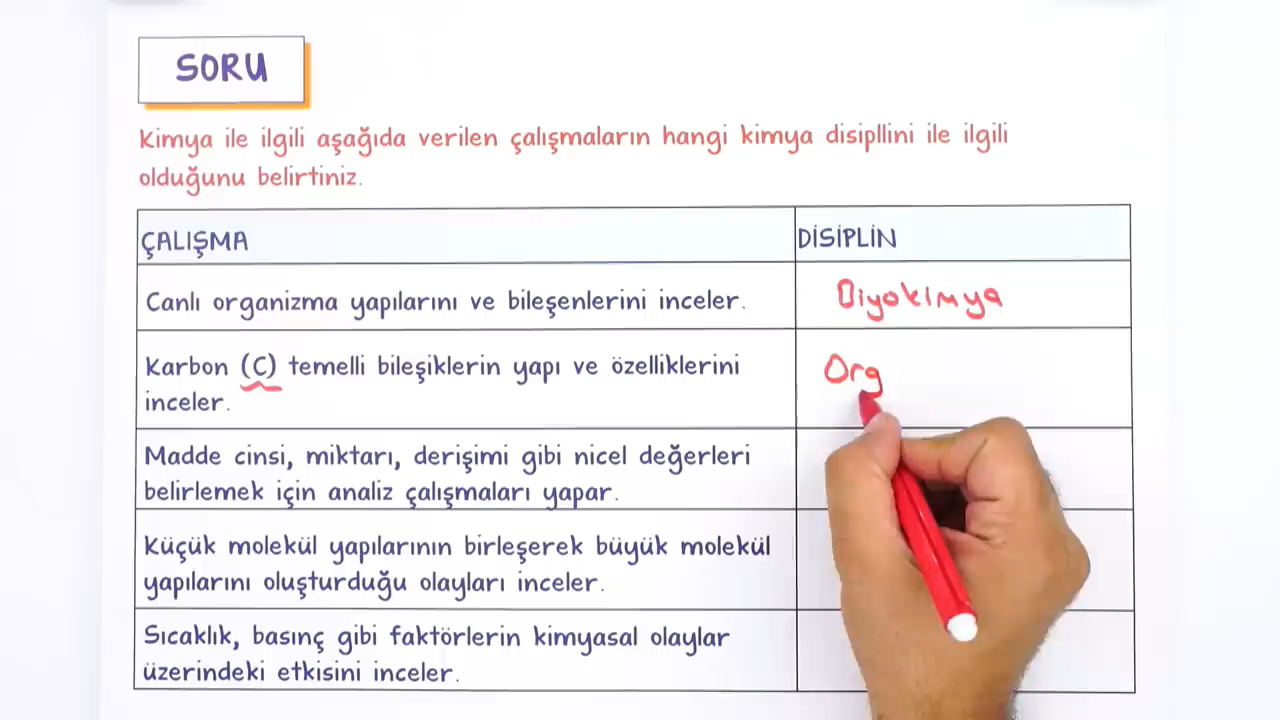 SORU
Kimya ile ilgili aşağıda verilen çalışmaların hangi kimya disipllini ile ilgili
olduğunu belirtiniz.
ÇALIŞMA
DİSİPLİN
Canlı organizma yapılarını ve bileşenlerini inceler.
Biyokimya
Karbon (C) temelli bileşiklerin yapı ve özelliklerini
inceler.
Org
Madde cinsi, miktarı, derişimi gibi nicel değerleri
belirlemek için analiz çalışmaları yapar.
Küçük molekül yapılarının birleşerek büyük molekül
yapılarını oluşturduğu olayları inceler.
Sıcaklık, basınç gibi faktörlerin kimyasal olaylar
üzerindeki etkisini inceler.